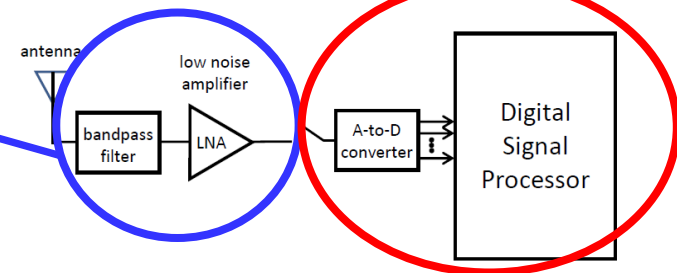 antenna
low noise
amplifier
bandpass
filter
LNA
A-to-D
converter
Digital
Signal
Processor